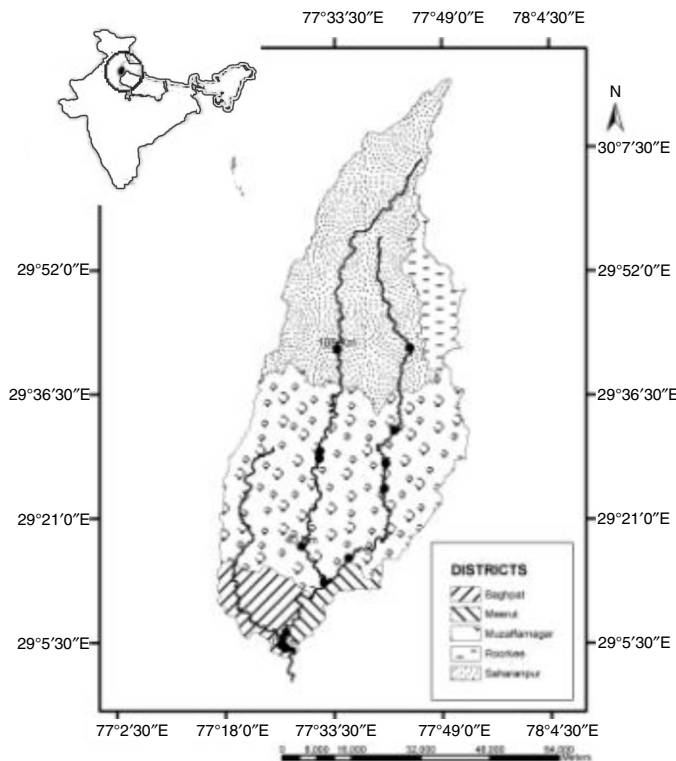 77°33′30″E 77°49′0″E 78°4′30″E
N
30°7′30″E
29°52′0″E 29°52′0″E
29°36′30″E 29°36′30″E
29°21′0″E 29°21′0″E
DISTRICTS
Baghpat
Meerut
Muzaffarnagar
Roorkee
Saharanpur
29°5′30″E 29°5′30″E
77°2′30″E 77°18′0″E 77°33′30″E 77°49′0″E 78°4′30″E
0 8,000 16,000 32,000 48,000 64,000
Meters